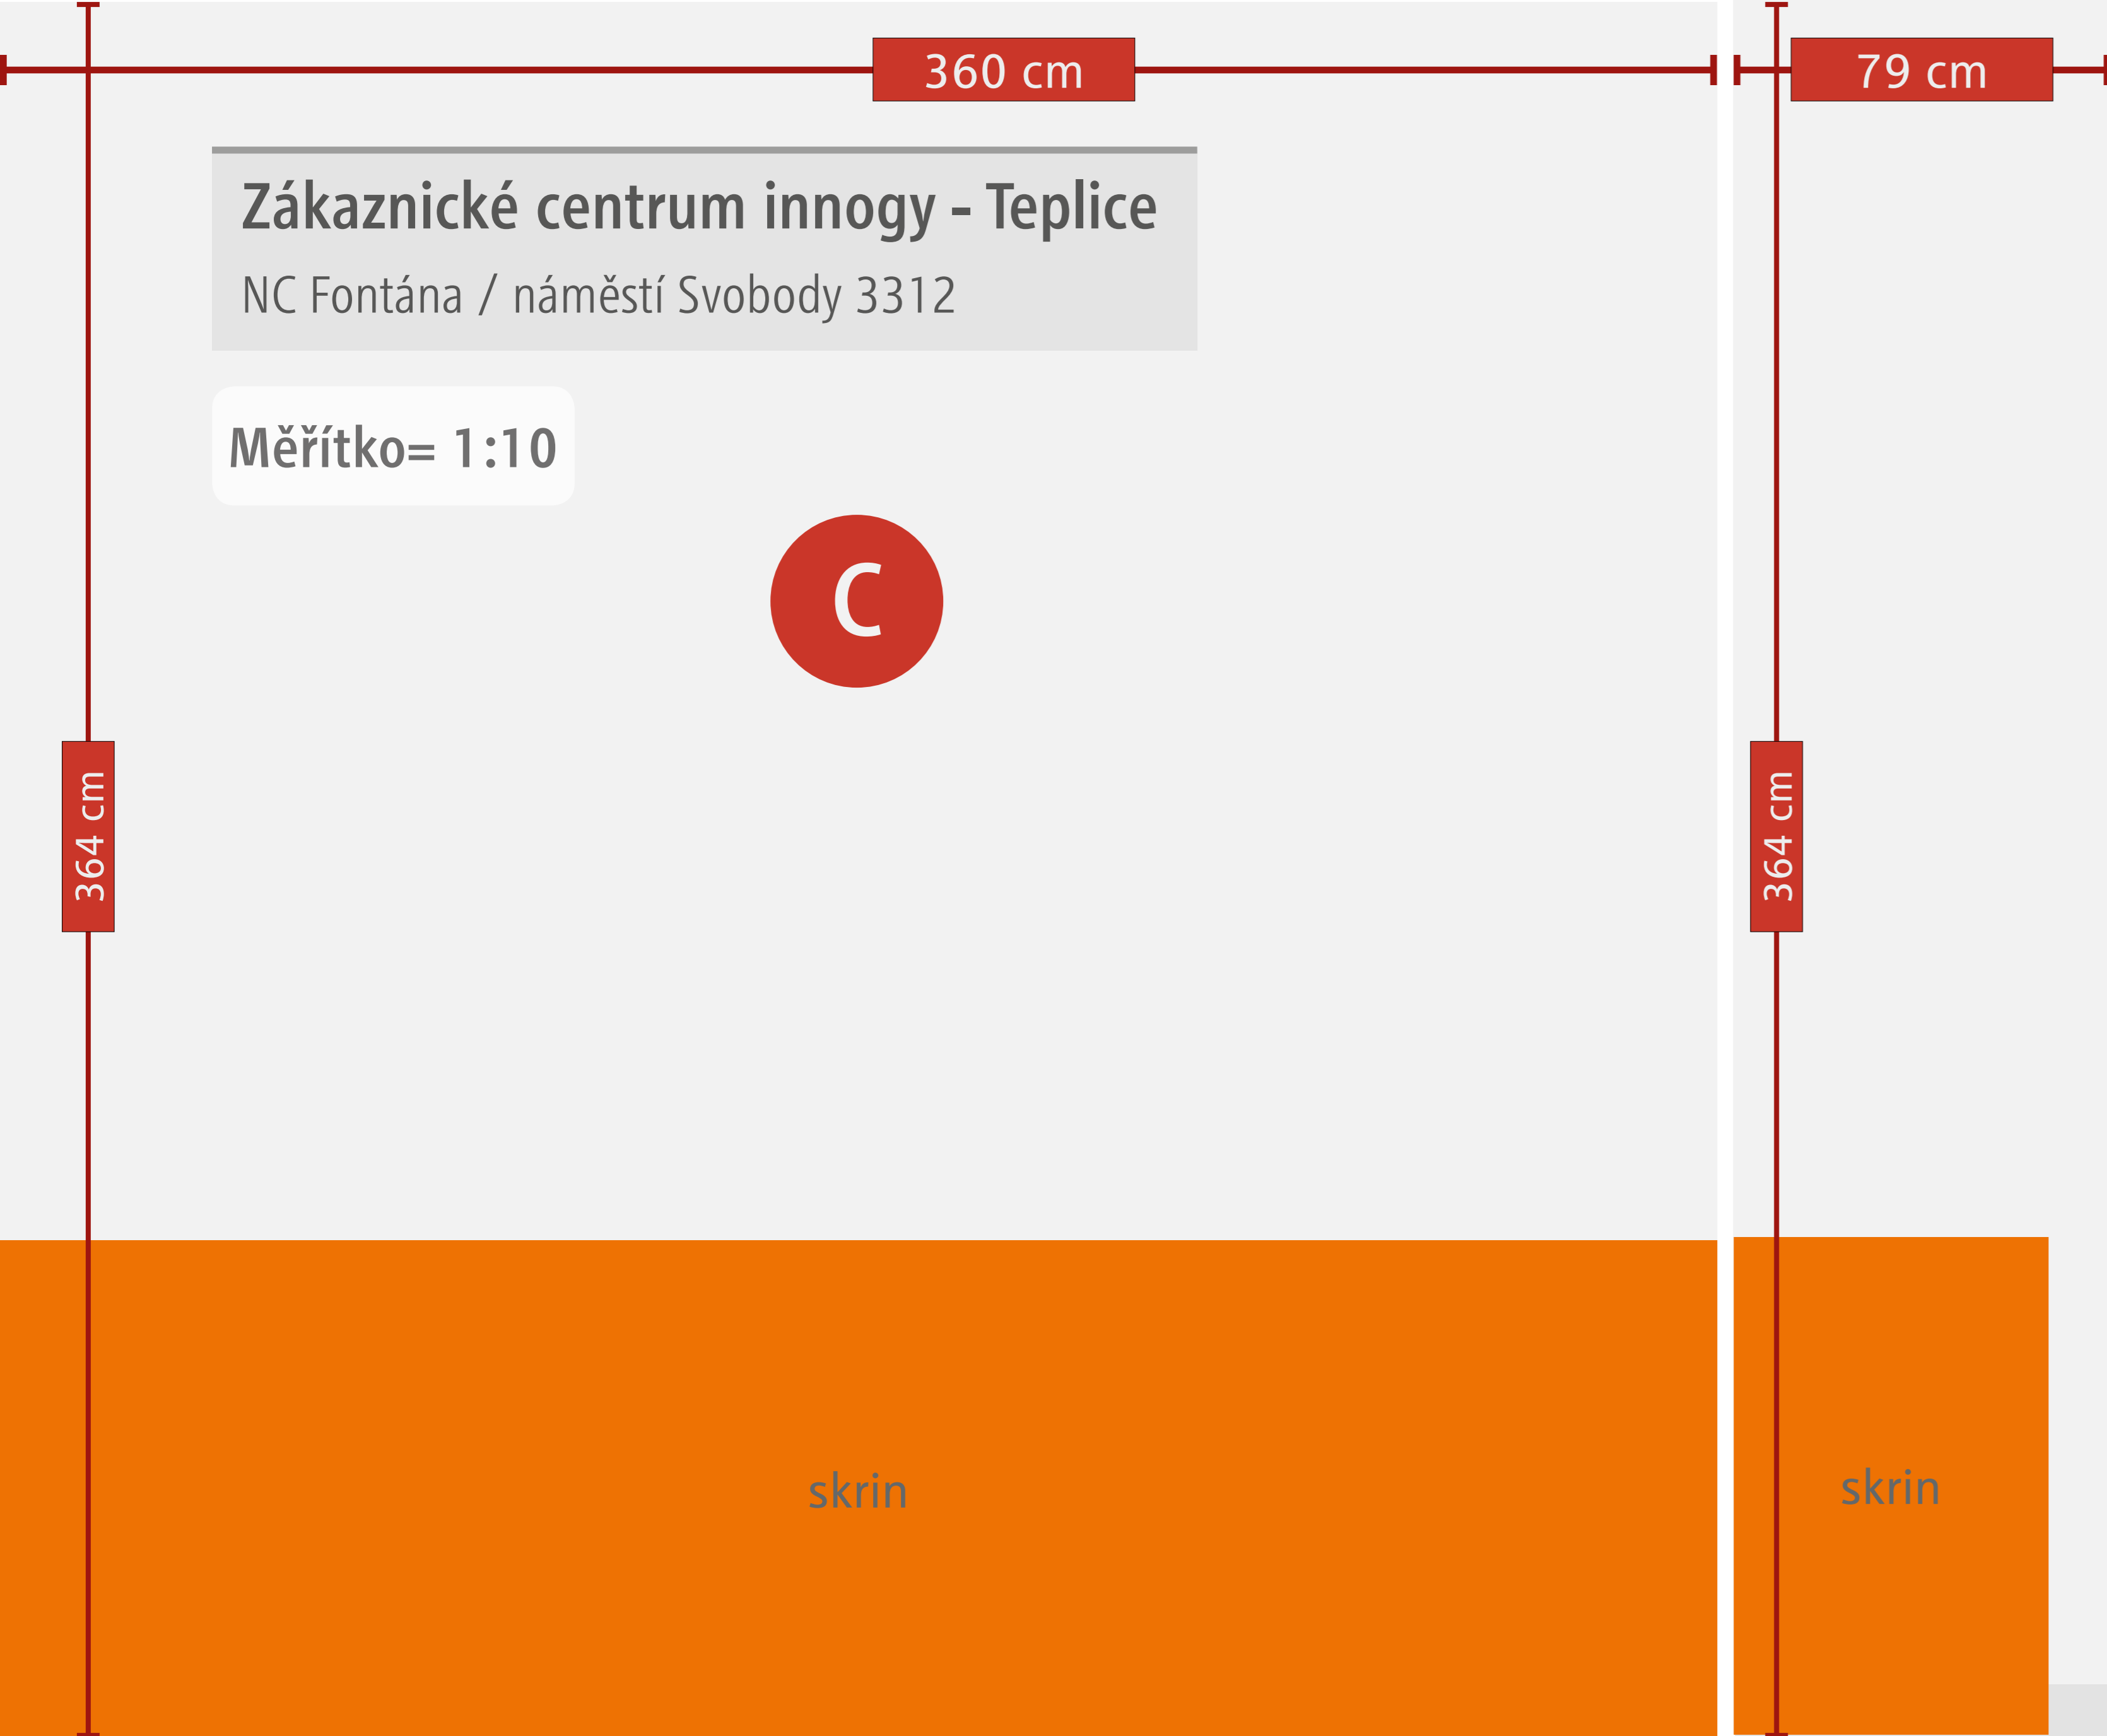 360 cm
79 cm
Zákaznické centrum innogy - Teplice
NC Fontána / náměstí Svobody 3312
Měřítko= 1:10
C
364 cm
364 cm
skrin
skrin